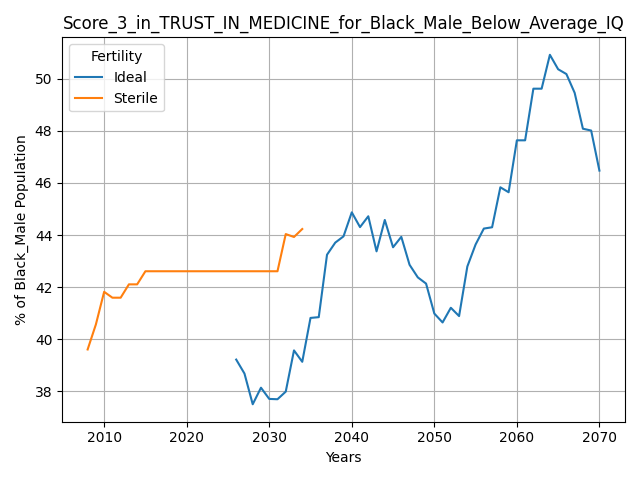 Score_3_in_TRUST_IN_MEDICINE_for_Black_Male_Below_Average_IQ
Fertility
Ideal
Sterile
% of Black_Male Population
50
48
46
44
42
40
38
2010 2020 2030 2040 2050 2060 2070
Years